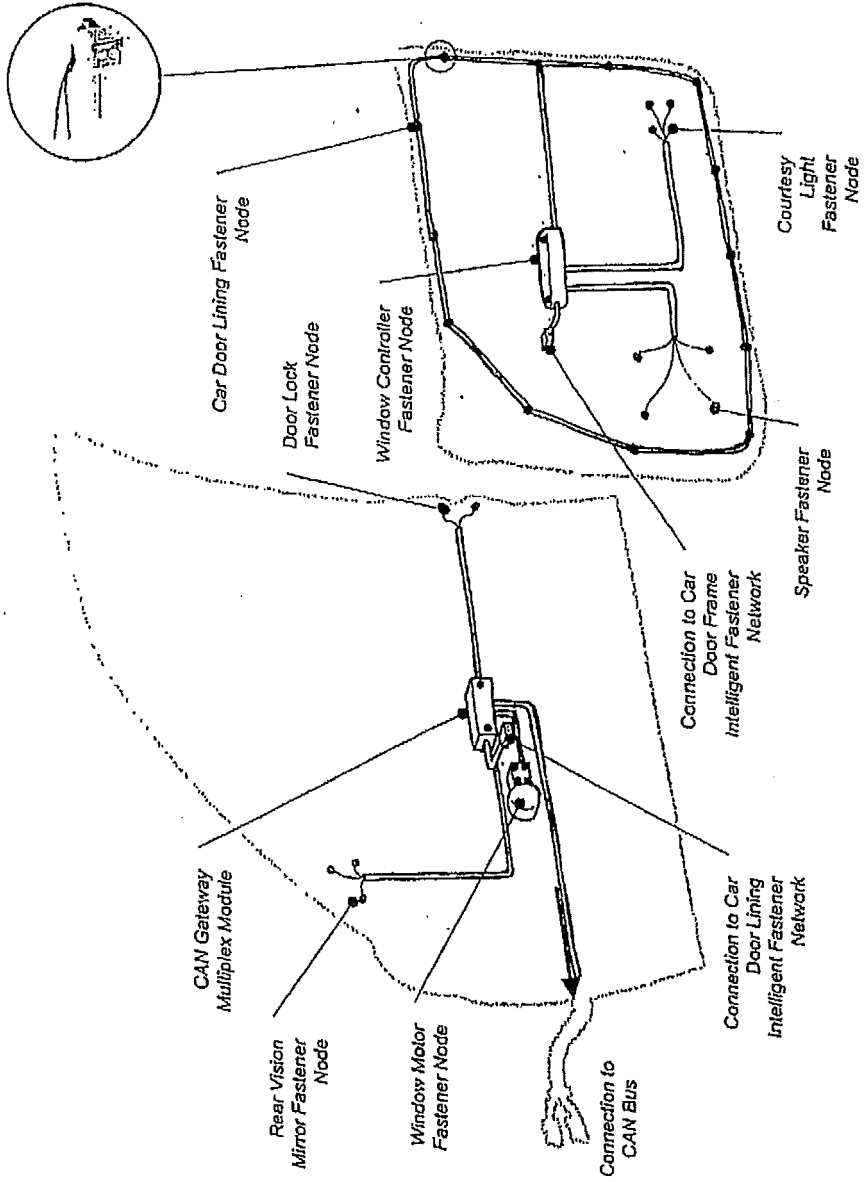 Car Door Lining Fastener
Node
Door Lock
Fastener Node
Window Controller
Fastener Node
CAN Gateway
Multiplex Module
Rear Vision
Mirror Fastener
Node
Window Motor
Fastener Node
Connection to
CAN Bus
Connection to Car
Door Lining
Intelligent Fastener
Network
Connection to Car
Door Frame
Intelligent Fastener
Network
Speaker Fastener
Node
Courtesy
Light
Fastener
Node